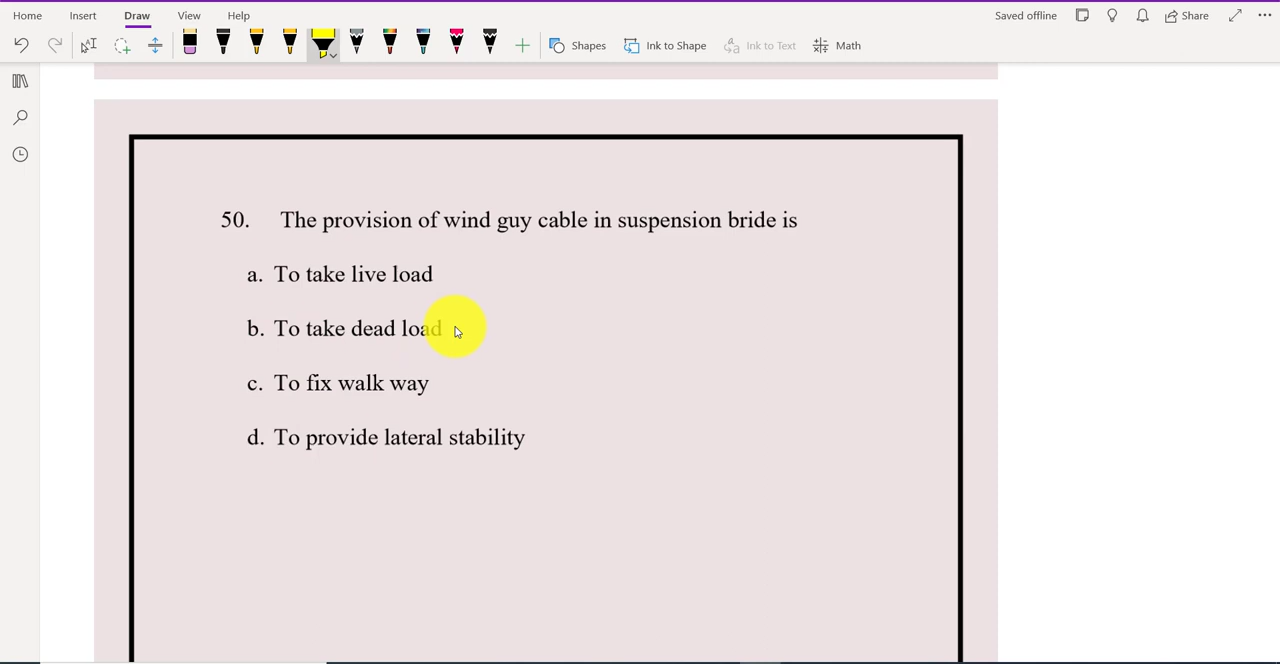 Home Insert Draw View Help Saved offline Share
Shapes Ink to Shape Ink to Text Math
50. The provision of wind guy cable in suspension bride is
a. To take live load
b. To take dead load
c. To fix walk way
d. To provide lateral stability